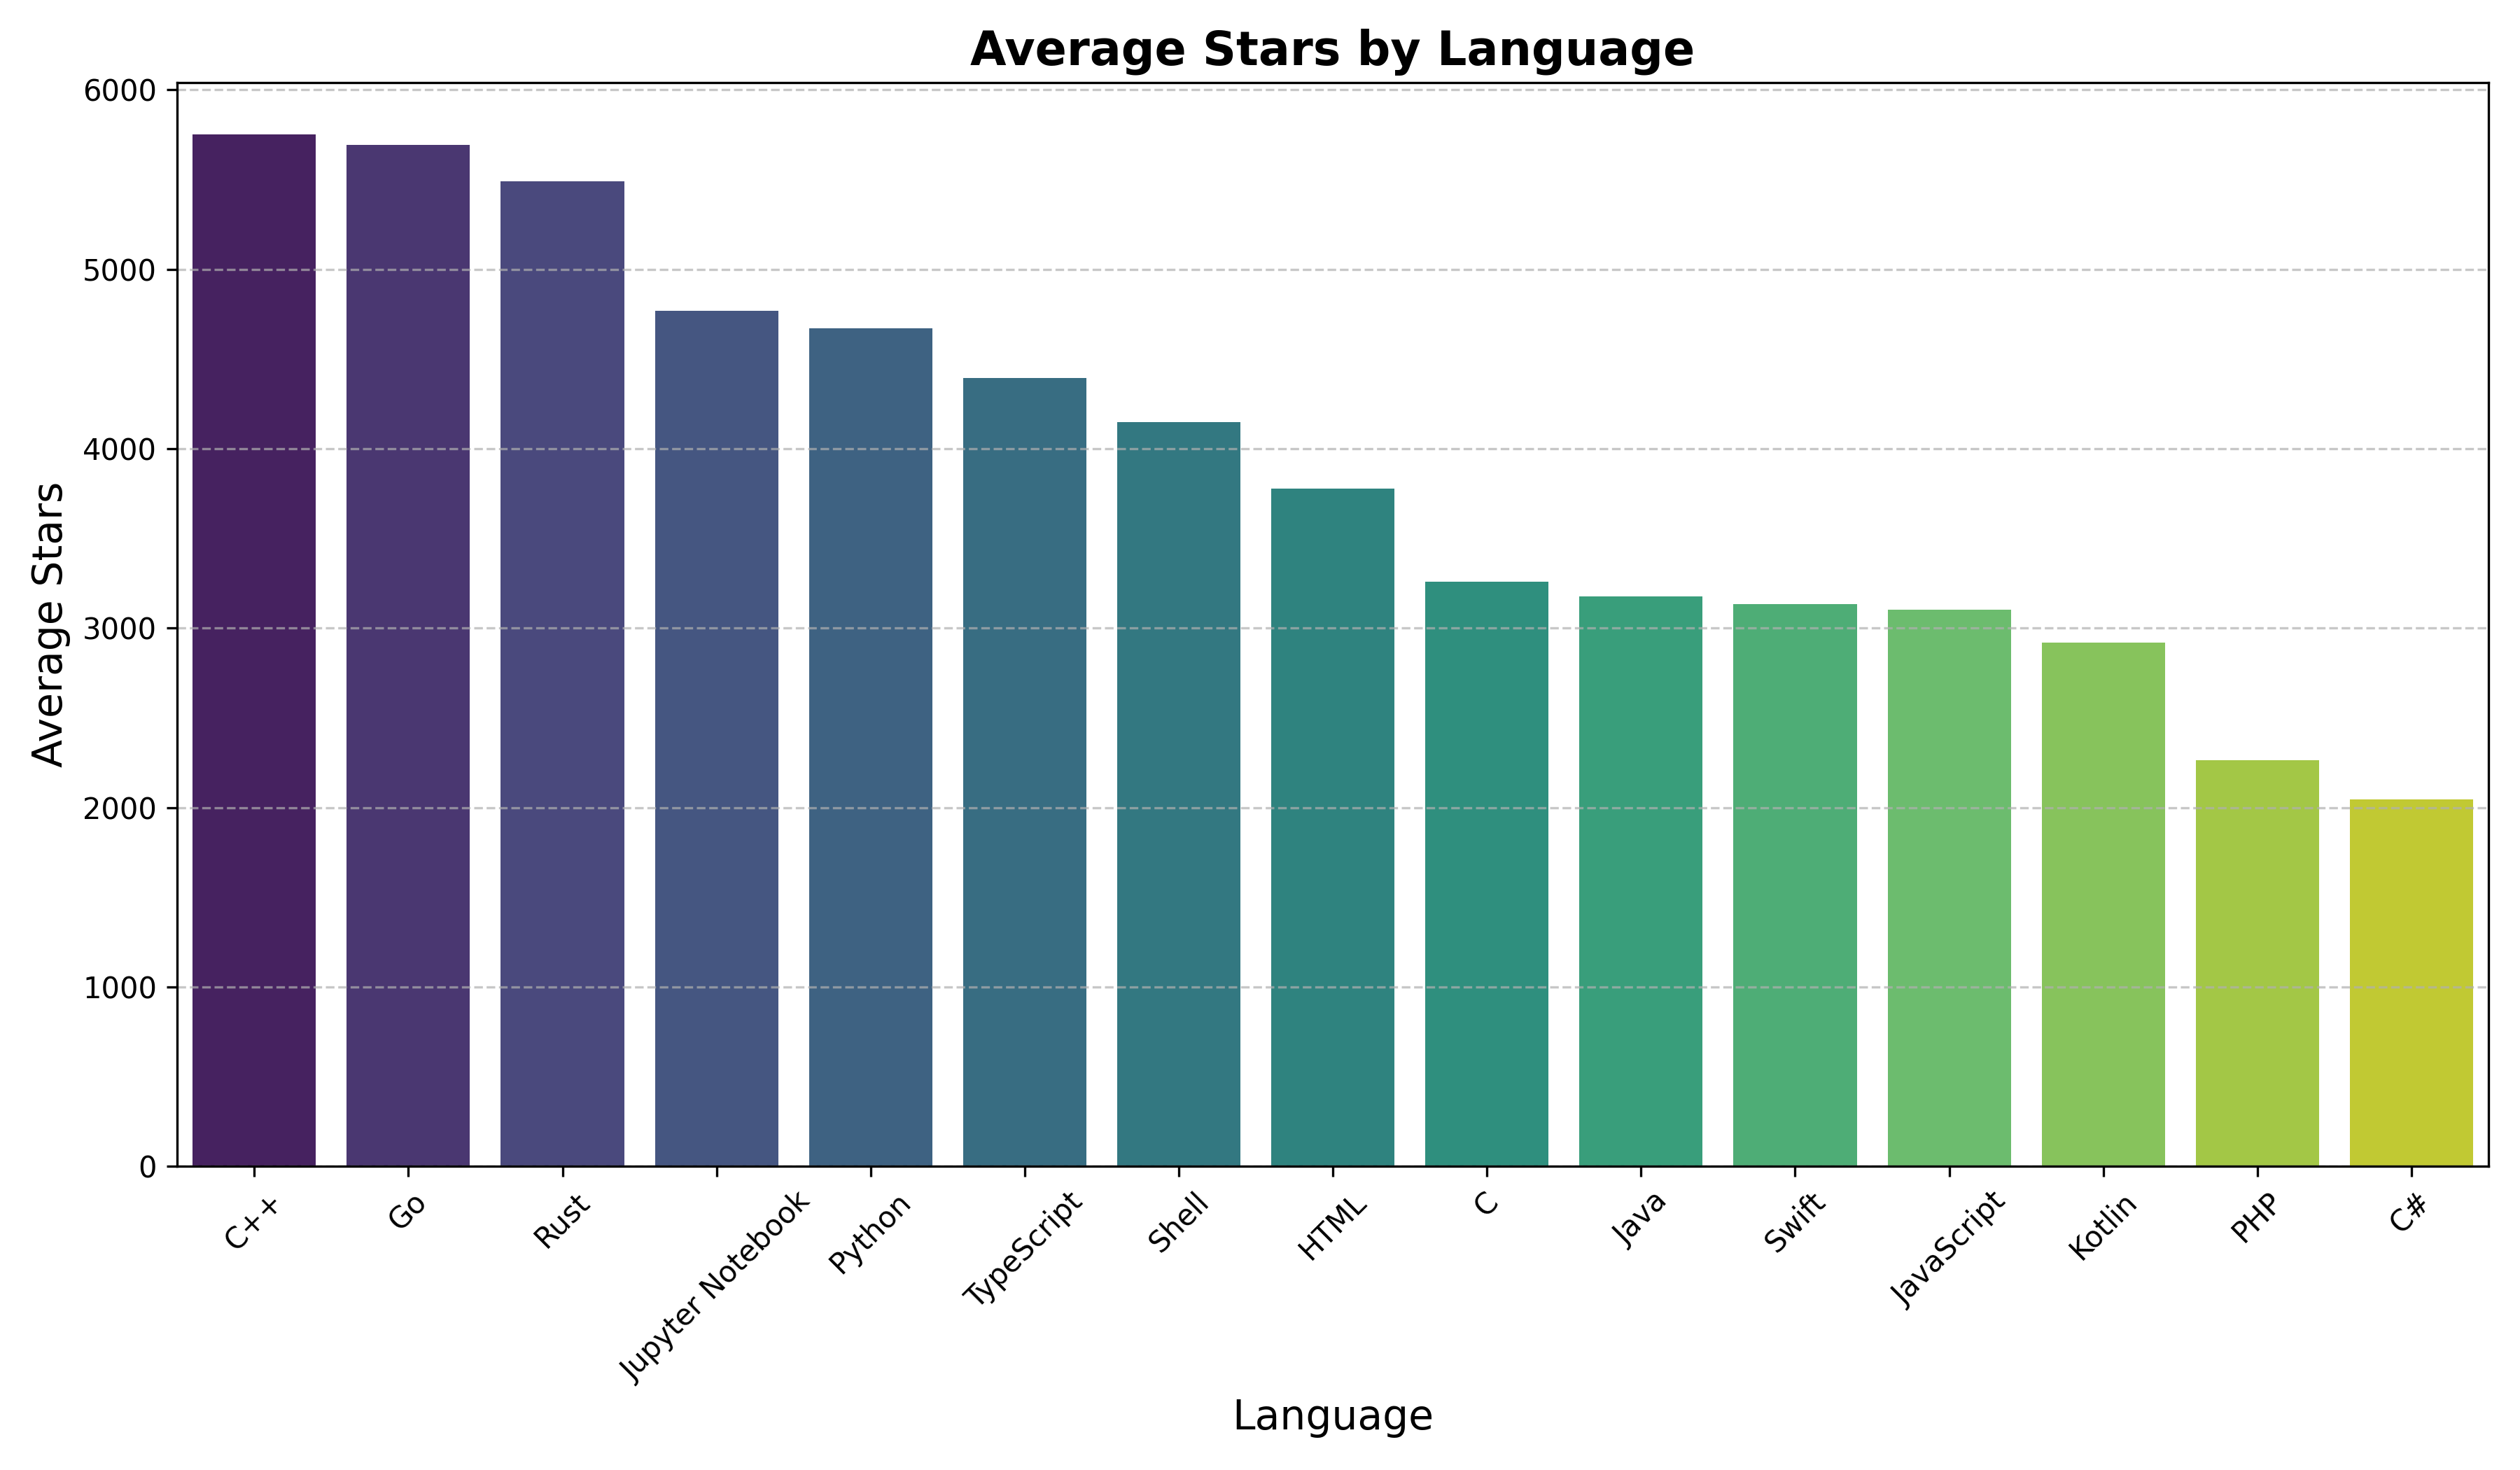 Average Stars by Language
Average Stars
6000
5000
4000
3000
2000
1000
0
C++
Go
Rust
Jupyter Notebook
Python
TypeScript
Shell
HTML
C
Java
Swift
JavaScript
Kotlin
PHP
C#
Language